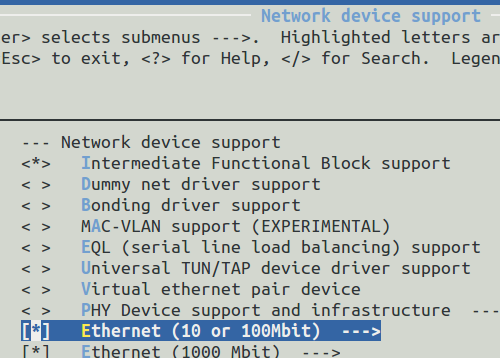 Network device support
er> selects submenus --->. Highlighted letters ar
Esc> to exit, <?> for Help, </> for Search. Legen
--- Network device support
<*> Intermediate Functional Block support
< > Dummy net driver support
< > Bonding driver support
< > MAC-VLAN support (EXPERIMENTAL)
< > EQL (serial line load balancing) support
< > Universal TUN/TAP device driver support
< > Virtual ethernet pair device
< > PHY Device support and infrastructure ---
[*] Ethernet (10 or 100Mbit) --->
[*] Ethernet (1000 Mbit) --->